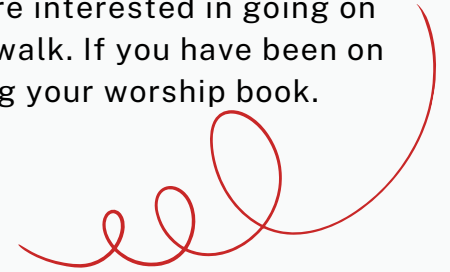 re interested in going on
walk. If you have been on
g your worship book.